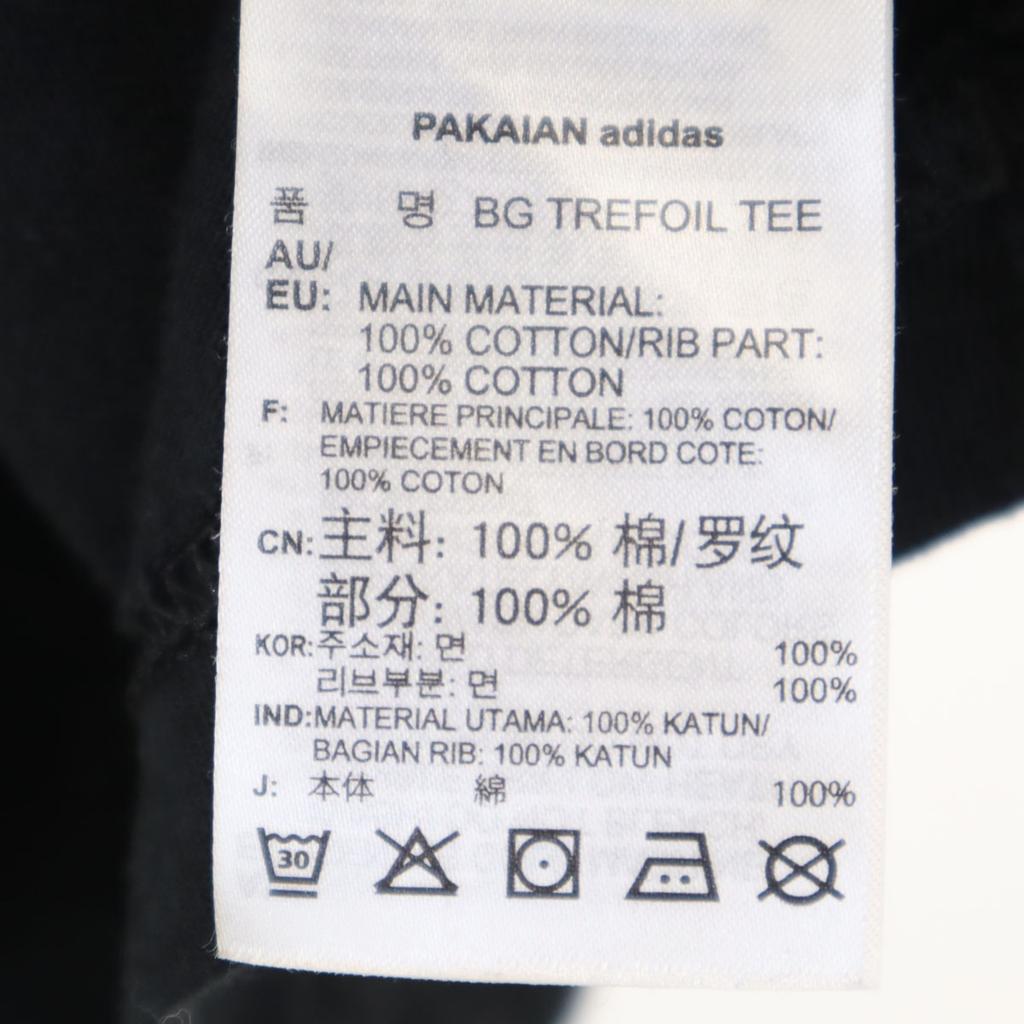 PAKAIAN adidas
품 명 BG TREFOIL TEE
AU/
EU: MAIN MATERIAL:
100% COTTON/RIB PART:
100% COTTON
F: MATIERE PRINCIPALE: 100% COTON/
EMPIECEMENT EN BORD COTE:
100% COTON
CN: 主料: 100% 棉/罗纹
部分: 100% 棉
KOR: 주소재: 면 100%
리브부분: 면 100%
IND: MATERIAL UTAMA: 100% KATUN/
BAGIAN RIB: 100% KATUN
J: 本体 綿 100%
30